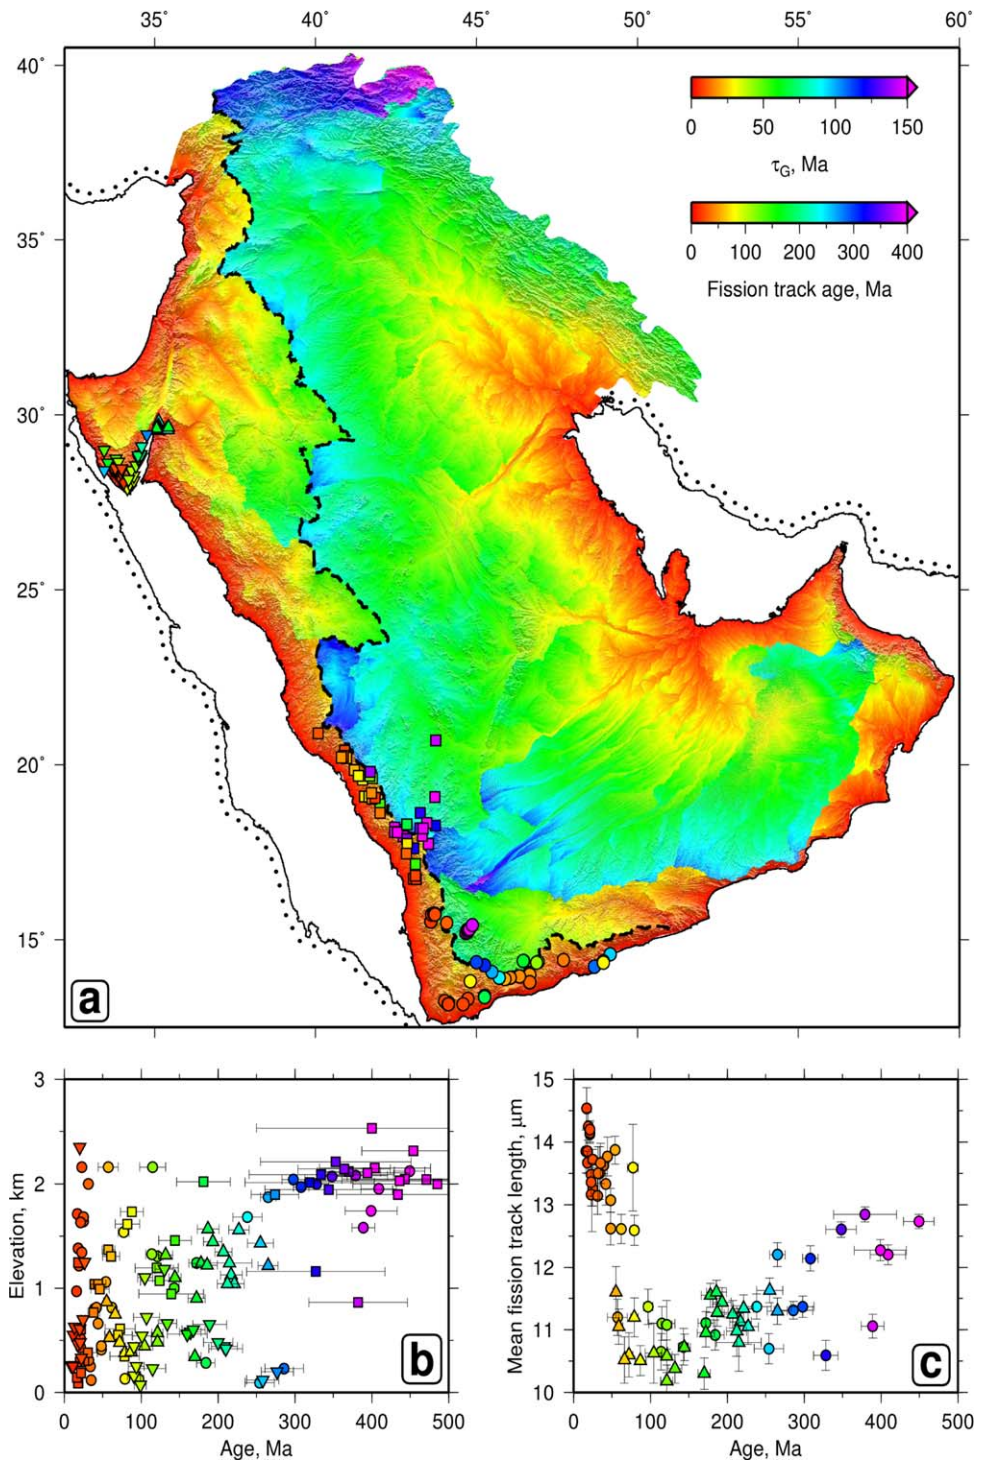 35° 40° 45° 50° 55° 60°
40°
35°
30°
25°
20°
15°
0 50 100 150
τG, Ma
0 100 200 300 400
Fission track age, Ma
a
3
2
1
0
Elevation, km
0 100 200 300 400 500
Age, Ma
b
15
14
13
12
11
10
Mean fission track length, μm
0 100 200 300 400 500
Age, Ma
c